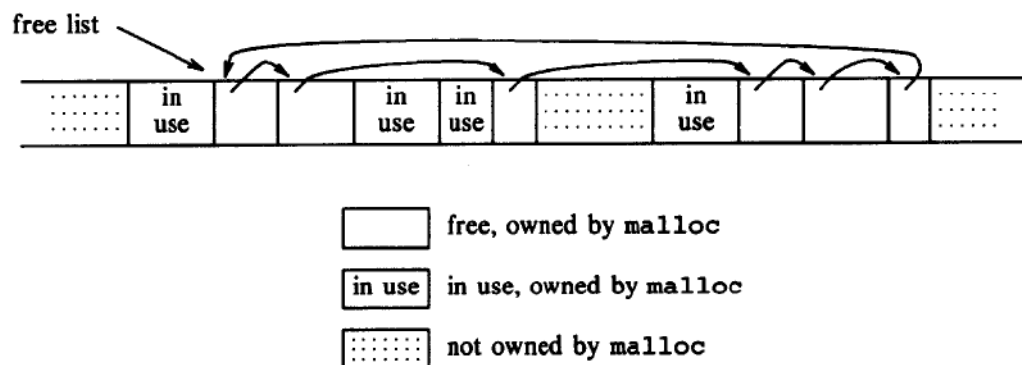 free list
in use
in use
in use
in use
free, owned by malloc
in use in use, owned by malloc
not owned by malloc